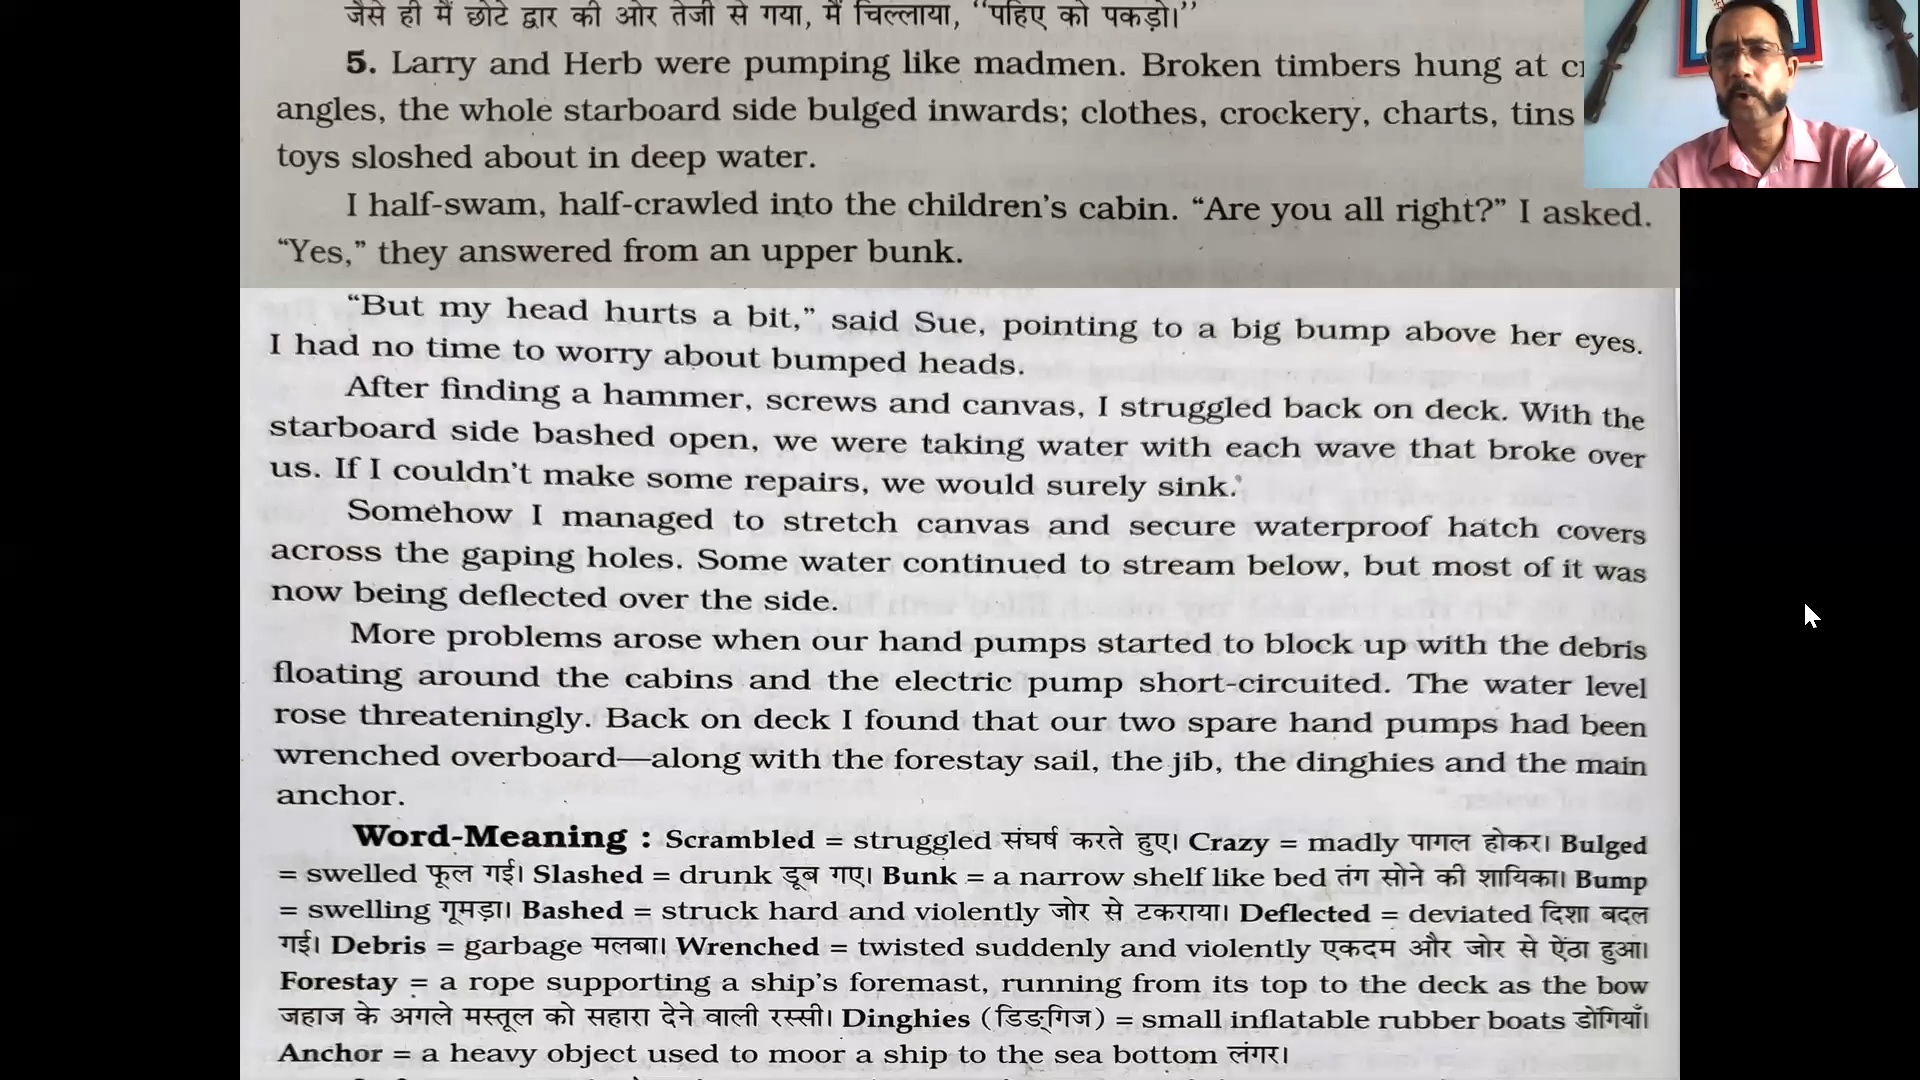 जैसे ही मैं छोटे द्वार की ओर तेजी से गया, मैं चिल्लाया, “पहिए को पकड़ो।”
5. Larry and Herb were pumping like madmen. Broken timbers hung at
angles, the whole starboard side bulged inwards; clothes, crockery, charts, tins
toys sloshed about in deep water.
I half-swam, half-crawled into the children’s cabin. “Are you all right?” I asked.
“Yes,” they answered from an upper bunk.
“But my head hurts a bit,” said Sue, pointing to a big bump above her eyes.
I had no time to worry about bumped heads.
After finding a hammer, screws and canvas, I struggled back on deck. With the
starboard side bashed open, we were taking water with each wave that broke over
us. If I couldn’t make some repairs, we would surely sink.
Somehow I managed to stretch canvas and secure waterproof hatch covers
across the gaping holes. Some water continued to stream below, but most of it was
now being deflected over the side.
More problems arose when our hand pumps started to block up with the debris
floating around the cabins and the electric pump short-circuited. The water level
rose threateningly. Back on deck I found that our two spare hand pumps had been
wrenched overboard—along with the forestay sail, the jib, the dinghies and the main
anchor.
Word-Meaning : Scrambled = struggled संघर्ष करते हुए। Crazy = madly पागल होकर। Bulged
= swelled फूल गई। Slashed = drunk डूब गए। Bunk = a narrow shelf like bed तंग सोने की शायिका। Bump
= swelling गूमड़ा। Bashed = struck hard and violently जोर से टकराया। Deflected = deviated दिशा बदल
गई। Debris = garbage मलबा। Wrenched = twisted suddenly and violently एकदम और जोर से ऐंठा हुआ।
Forestay = a rope supporting a ship’s foremast, running from its top to the deck as the bow
जहाज के अगले मस्तूल को सहारा देने वाली रस्सी। Dinghies (डिङ्गिज) = small inflatable rubber boats डोगियाँ।
Anchor = a heavy object used to moor a ship to the sea bottom लंगर।